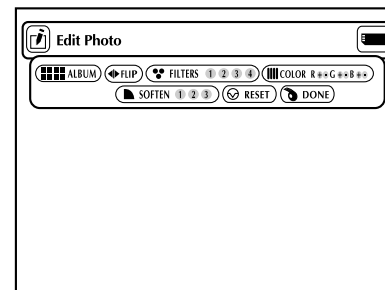 Edit Photo
ALBUM FLIP FILTERS 1 2 3 4 COLOR R G B
SOFTEN 1 2 3 RESET DONE